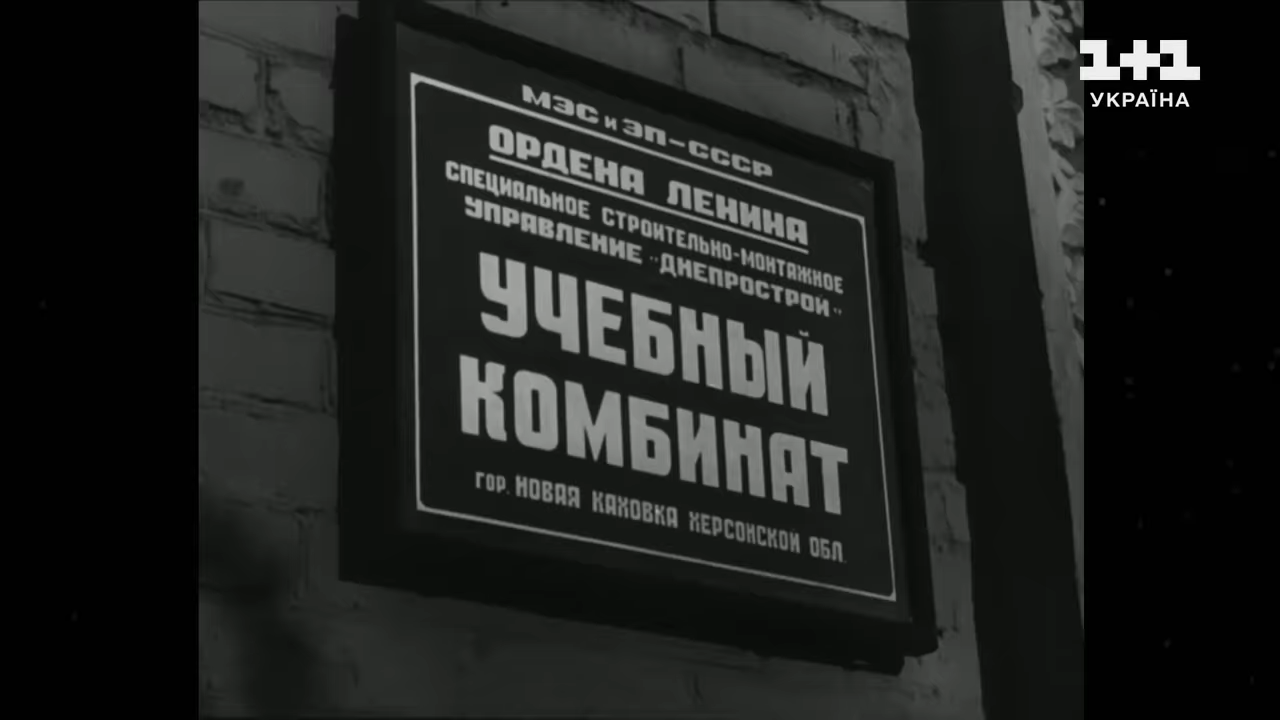 МЭС и ЭП-СССР
ОРДЕНА ЛЕНИНА
СПЕЦИАЛЬНОЕ СТРОИТЕЛЬНО-МОНТАЖНОЕ
УПРАВЛЕНИЕ "ДНЕПРОСТРОЙ"
УЧЕБНЫЙ
КОМБИНАТ
ГОР. НОВАЯ КАХОВКА ХЕРСОНСКОЙ ОБЛ.
1+1
УКРАЇНА